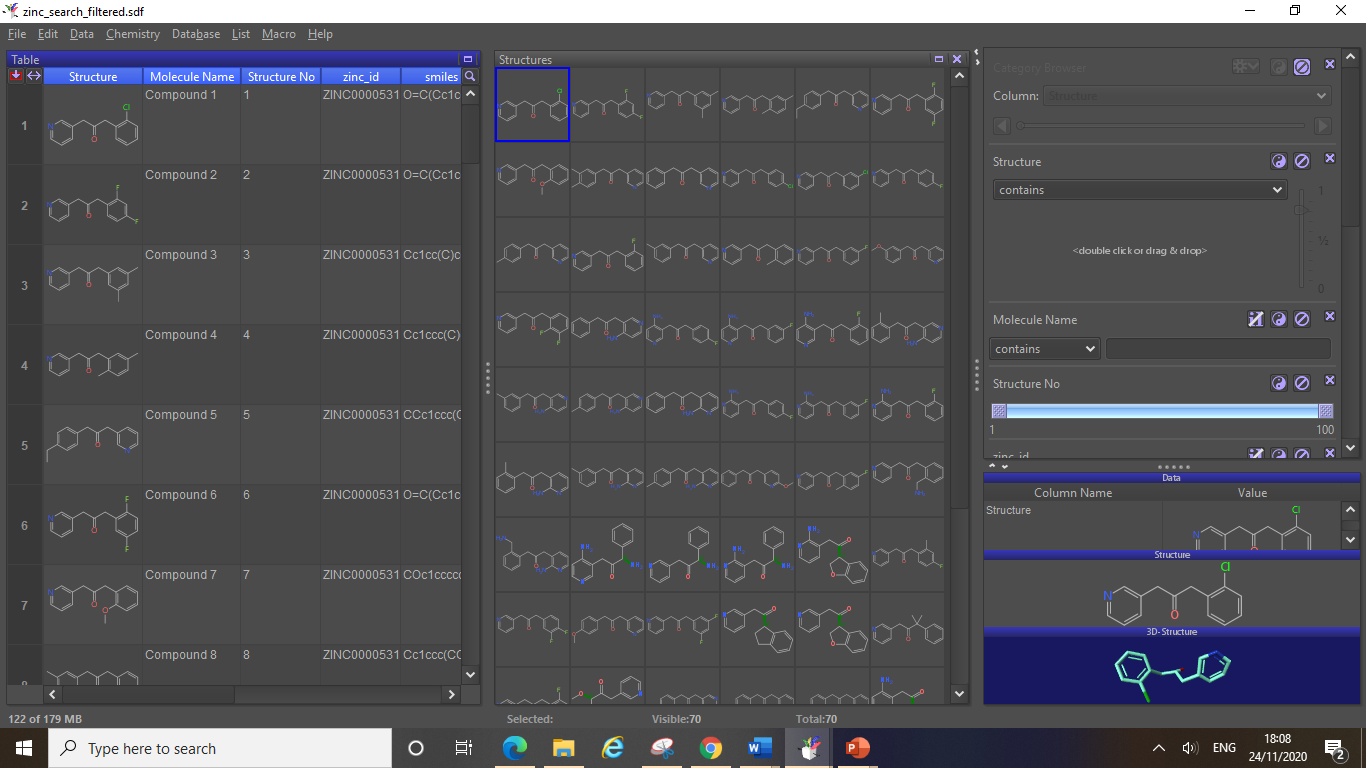 zinc_search_filtered.sdf
File Edit Data Chemistry Database List Macro Help
Table
Structure Molecule Name Structure No zinc_id smiles
1 Compound 1 1 ZINC0000531 O=C(Cc1c
2 Compound 2 2 ZINC0000531 O=C(Cc1c
3 Compound 3 3 ZINC0000531 Cc1cc(C)c
4 Compound 4 4 ZINC0000531 Cc1ccc(C)
5 Compound 5 5 ZINC0000531 CCc1ccc(C
6 Compound 6 6 ZINC0000531 O=C(Cc1c
7 Compound 7 7 ZINC0000531 COc1cccc
Compound 8 8 ZINC0000531 Cc1ccc(CC
Structures
Category Browser
Column: Structure
Structure
contains
1
½
0
<double click or drag & drop>
Molecule Name
contains
Structure No
1 100
zinc_id
Data
Column Name Value
Structure
Cl
N
O
Structure
Cl
N
O
3D-Structure
122 of 179 MB Selected: Visible:70 Total:70
Type here to search
ENG
18:08
24/11/2020
2